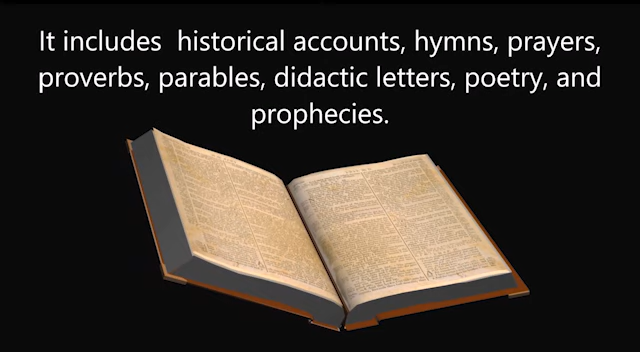 It includes  historical accounts, hymns, prayers,
proverbs, parables, didactic letters, poetry, and
prophecies.